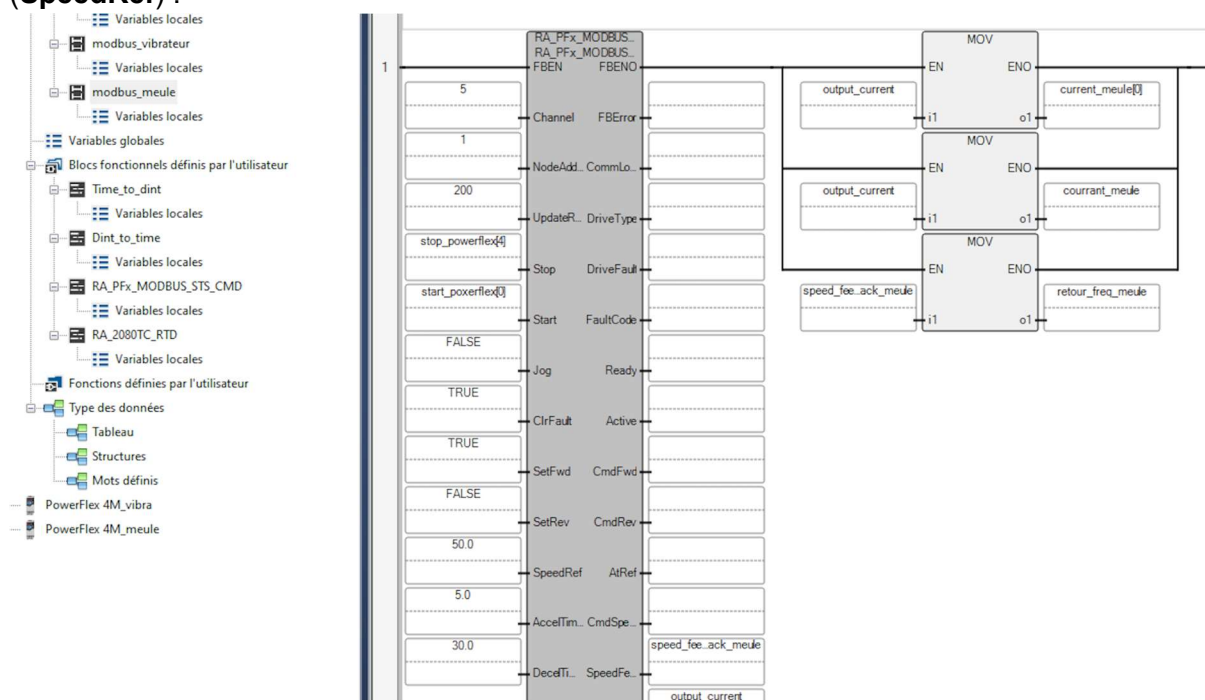 (SpeedRef) :
Variables locales
modbus_vibrateur
Variables locales
modbus_meule
Variables locales
Variables globales
Blocs fonctionnels définis par l'utilisateur
Time_to_dint
Variables locales
Dint_to_time
Variables locales
RA_PFx_MODBUS_STS_CMD
Variables locales
RA_2080TC_RTD
Variables locales
Fonctions définies par l'utilisateur
Type des données
Tableau
Structures
Mots définis
PowerFlex 4M_vibra
PowerFlex 4M_meule
1
RA_PFx_MODBUS...
RA_PFx_MODBUS...
FBEN FBENO
5
Channel FBError
1
NodeAdd... CommLo...
200
UpdateR... DriveType
stop_powerflex[4]
Stop DriveFault
start_poxerflex[0]
Start FaultCode
FALSE
Jog Ready
TRUE
ClrFault Active
TRUE
SetFwd CmdFwd
FALSE
SetRev CmdRev
50.0
SpeedRef AtRef
5.0
AccelTim... CmdSpe...
30.0
speed_fee...ack_meule
DecelTi... SpeedFe...
output_current
MOV
EN ENO
output_current
current_meule[0]
i1 o1
MOV
EN ENO
output_current
courrant_meule
i1 o1
MOV
EN ENO
speed_fee...ack_meule
retour_freq_meule
i1 o1